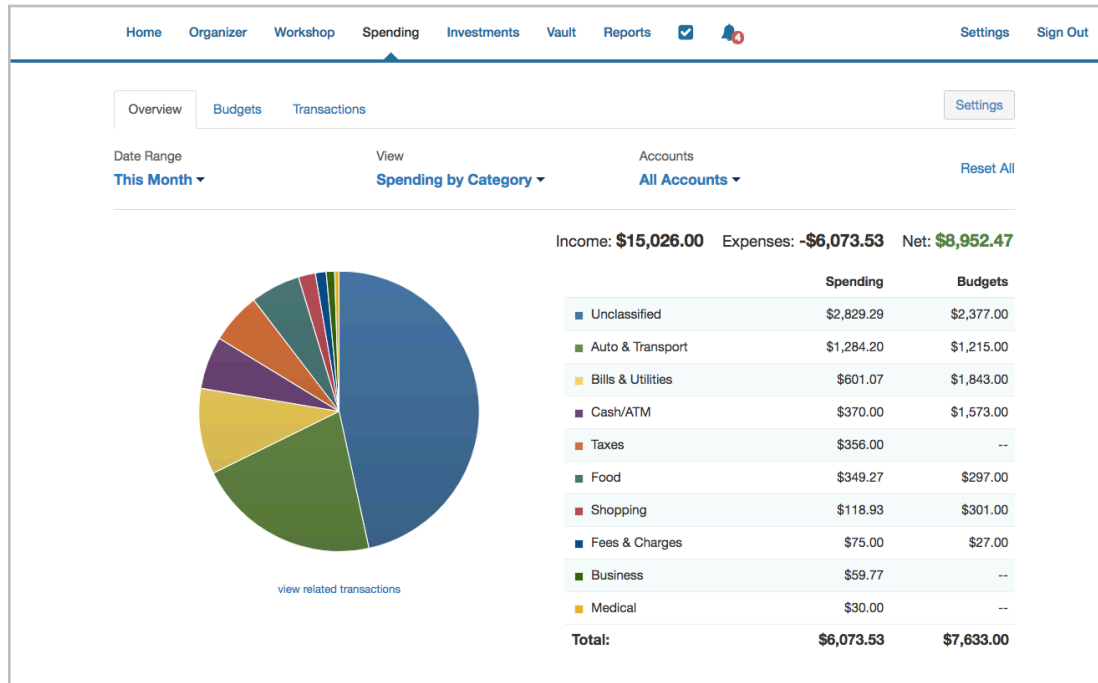 Home Organizer Workshop Spending Investments Vault Reports 4 Settings Sign Out
Overview Budgets Transactions Settings
Date Range View Accounts
This Month Spending by Category All Accounts Reset All
Income: $15,026.00 Expenses: -$6,073.53 Net: $8,952.47
Spending Budgets
Unclassified $2,829.29 $2,377.00
Auto & Transport $1,284.20 $1,215.00
Bills & Utilities $601.07 $1,843.00
Cash/ATM $370.00 $1,573.00
Taxes $356.00 --
Food $349.27 $297.00
Shopping $118.93 $301.00
Fees & Charges $75.00 $27.00
Business $59.77 --
Medical $30.00 --
Total: $6,073.53 $7,633.00
view related transactions